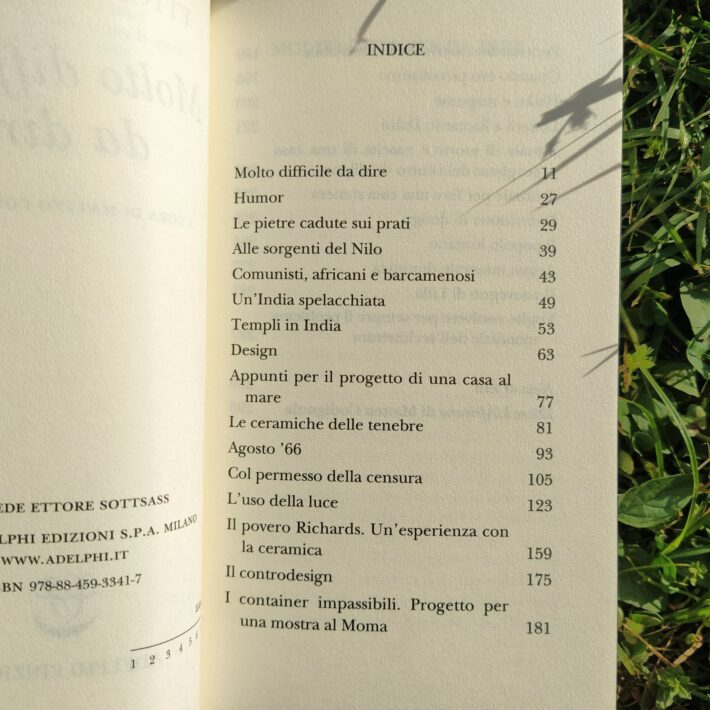 EDE ETTORE SOTTSASS
LPHI EDIZIONI S.P.A. MILANO
WWW.ADELPHI.IT
BN 978-88-459-3341-7
1 2 3 4 5 6
INDICE
Molto difficile da dire 11
Humor 27
Le pietre cadute sui prati 29
Alle sorgenti del Nilo 39
Comunisti, africani e barcamenosi 43
Un’India spelacchiata 49
Templi in India 53
Design 63
Appunti per il progetto di una casa al
mare 77
Le ceramiche delle tenebre 81
Agosto ’66 93
Col permesso della censura 105
L’uso della luce 123
Il povero Richards. Un’esperienza con
la ceramica 159
Il controdesign 175
I container impassibili. Progetto per
una mostra al Moma 181